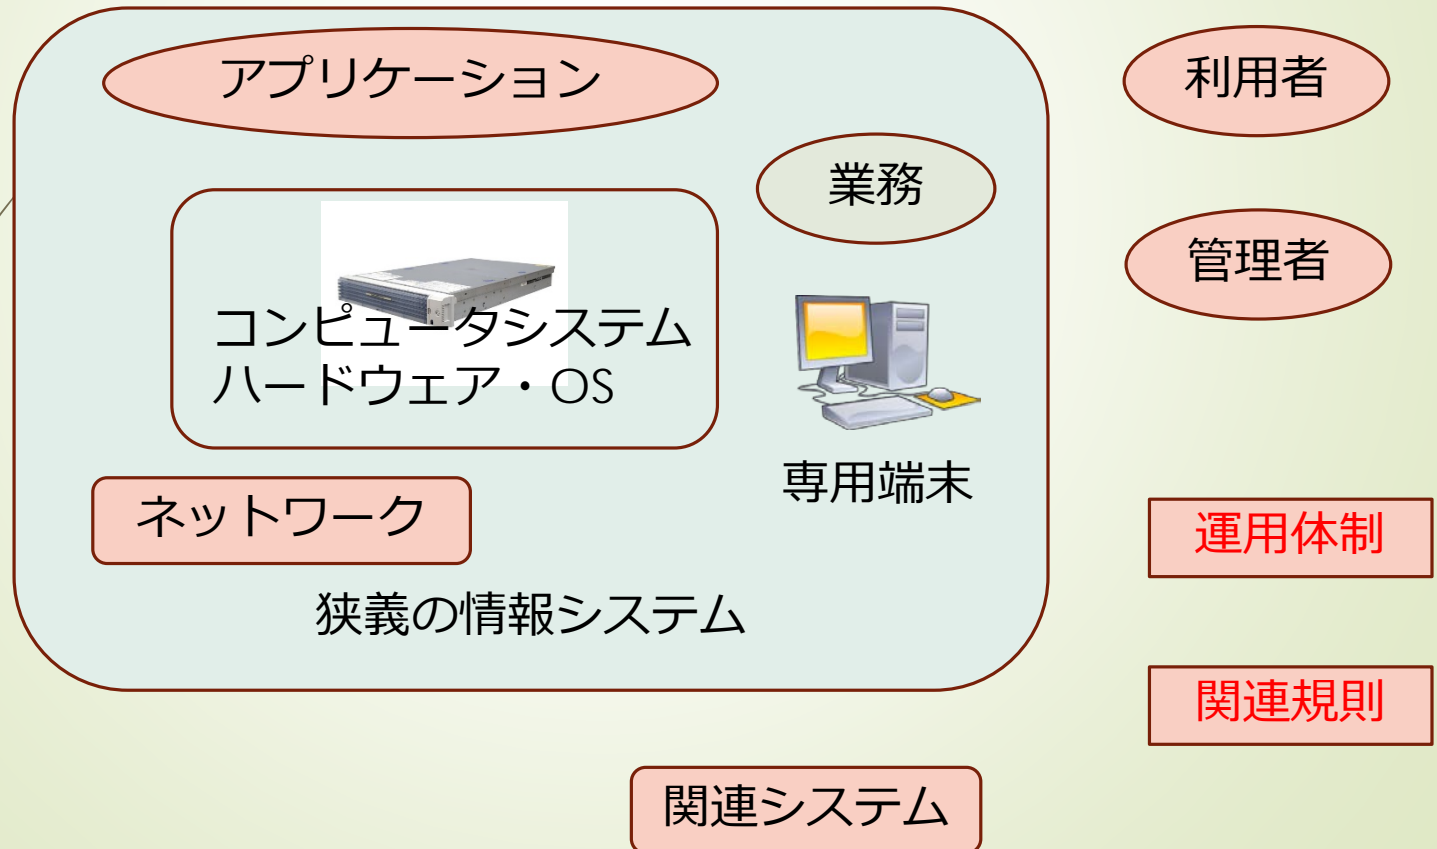 アプリケーション
利用者
業務
管理者
コンピュータシステム
ハードウェア・OS
専用端末
ネットワーク
運用体制
狭義の情報システム
関連規則
関連システム